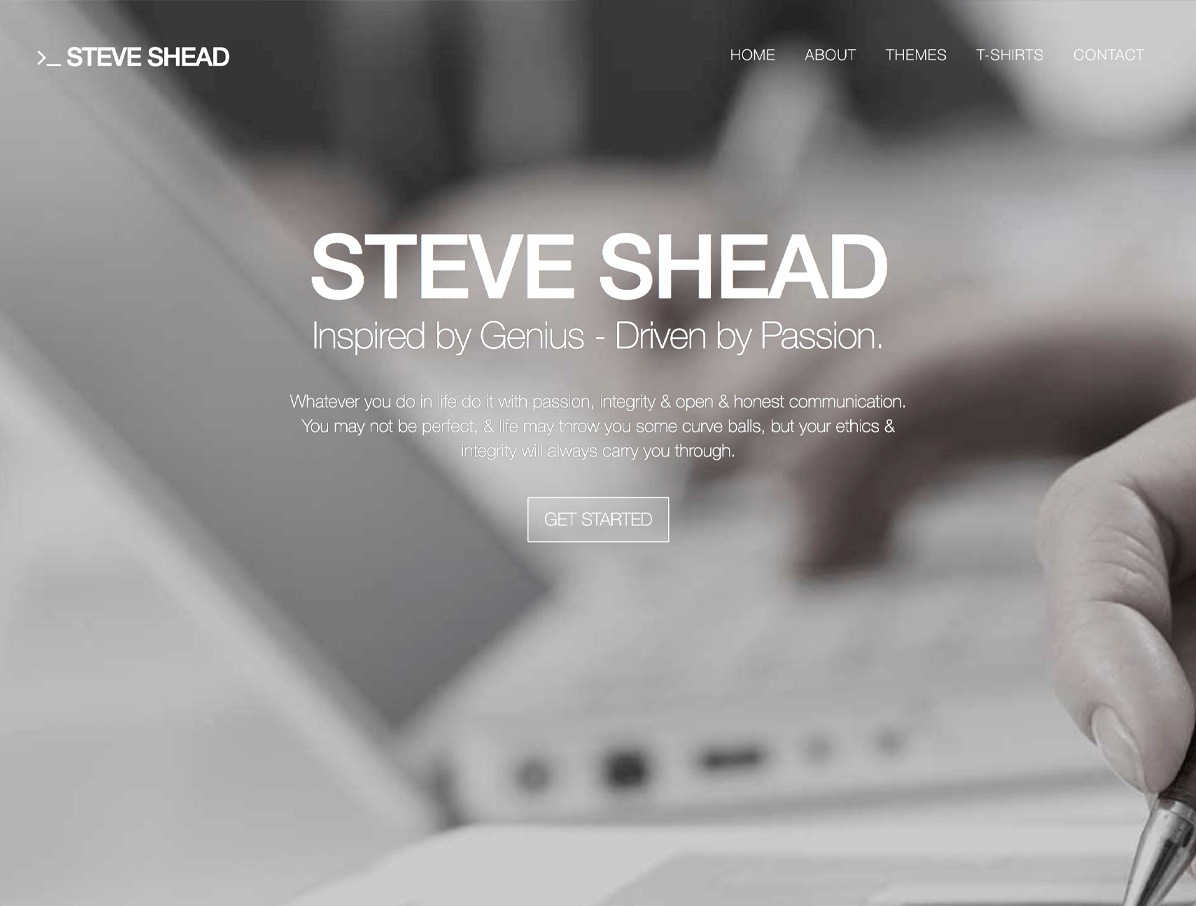 >_ STEVE SHEAD
HOME ABOUT THEMES T-SHIRTS CONTACT
STEVE SHEAD
Inspired by Genius - Driven by Passion.
Whatever you do in life do it with passion, integrity & open & honest communication.
You may not be perfect, & life may throw you some curve balls, but your ethics &
integrity will always carry you through.
GET STARTED